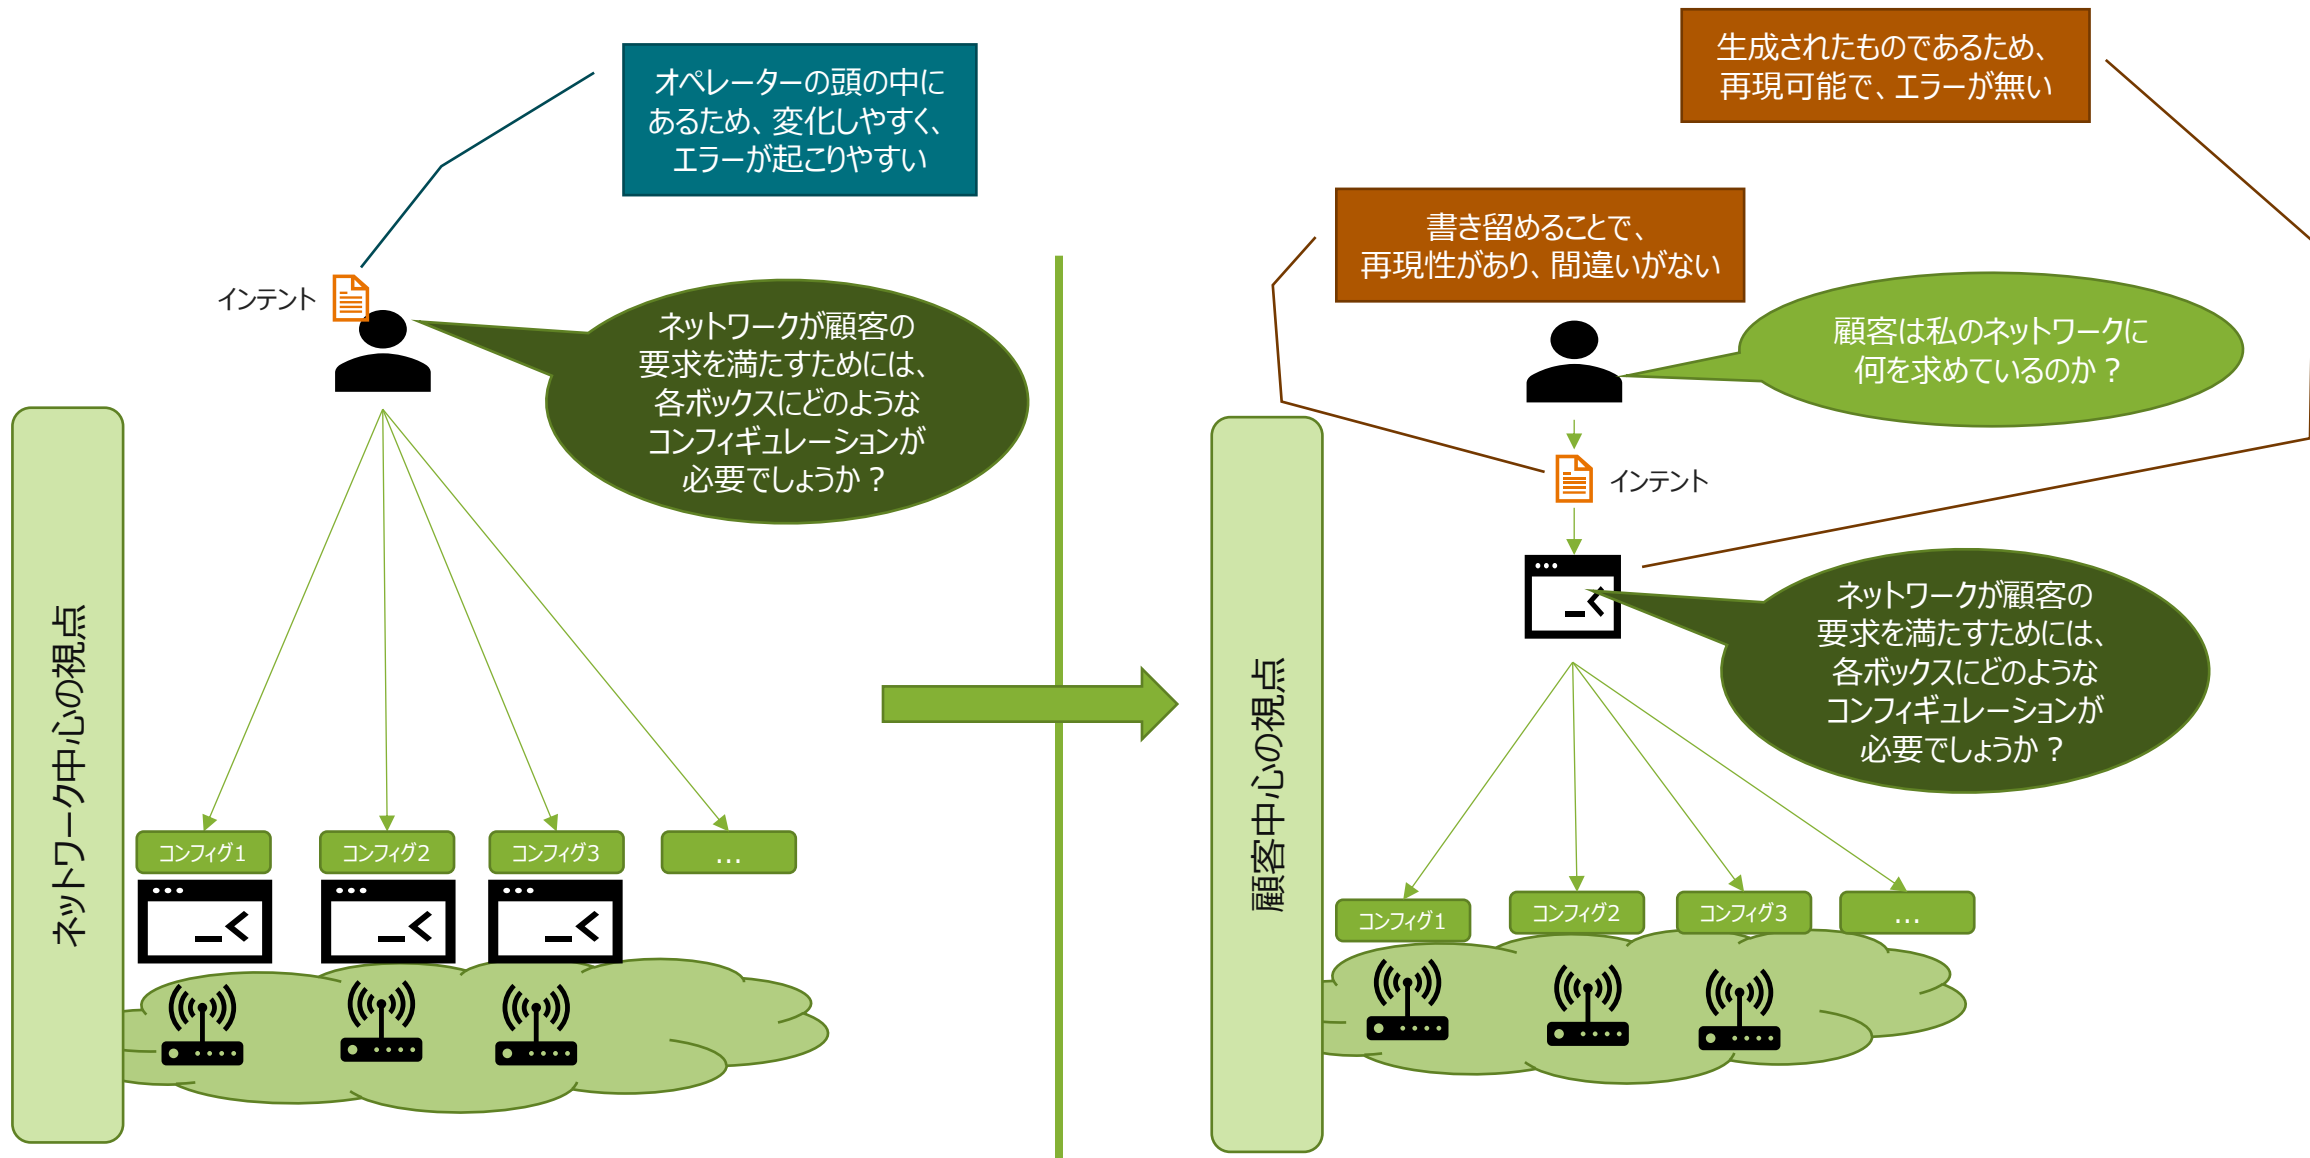 オペレーターの頭の中に
あるため、変化しやすく、
エラーが起こりやすい
インテント
ネットワークが顧客の
要求を満たすためには、
各ボックスにどのような
コンフィギュレーションが
必要でしょうか？
ネットワーク中心の視点
コンフィグ1
コンフィグ2
コンフィグ3
...
生成されたものであるため、
再現可能で、エラーが無い
書き留めることで、
再現性があり、間違いがない
顧客は私のネットワークに
何を求めているのか？
インテント
ネットワークが顧客の
要求を満たすためには、
各ボックスにどのような
コンフィギュレーションが
必要でしょうか？
顧客中心の視点
コンフィグ1
コンフィグ2
コンフィグ3
...